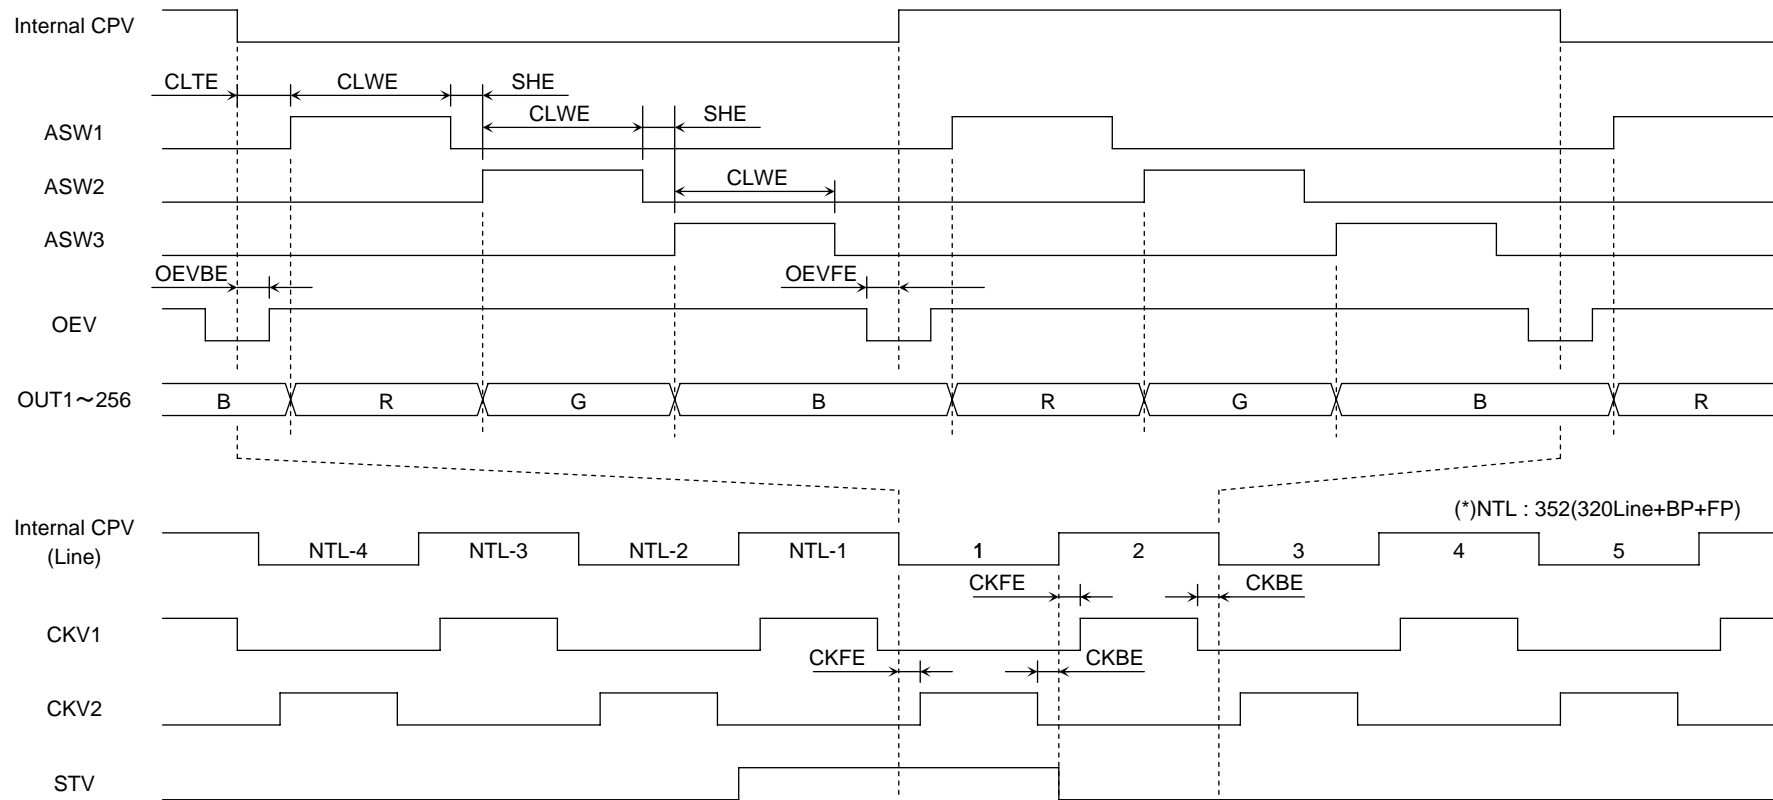 Internal CPV
CLTE CLWE SHE
CLWE SHE
ASW1
CLWE
ASW2
ASW3
OEVBE OEVFE
OEV
OUT1～256 B R G B R G B R
(*)NTL : 352(320Line+BP+FP)
Internal CPV
(Line)
NTL-4 NTL-3 NTL-2 NTL-1 1 2 3 4 5
CKFE CKBE
CKV1
CKFE CKBE
CKV2
STV